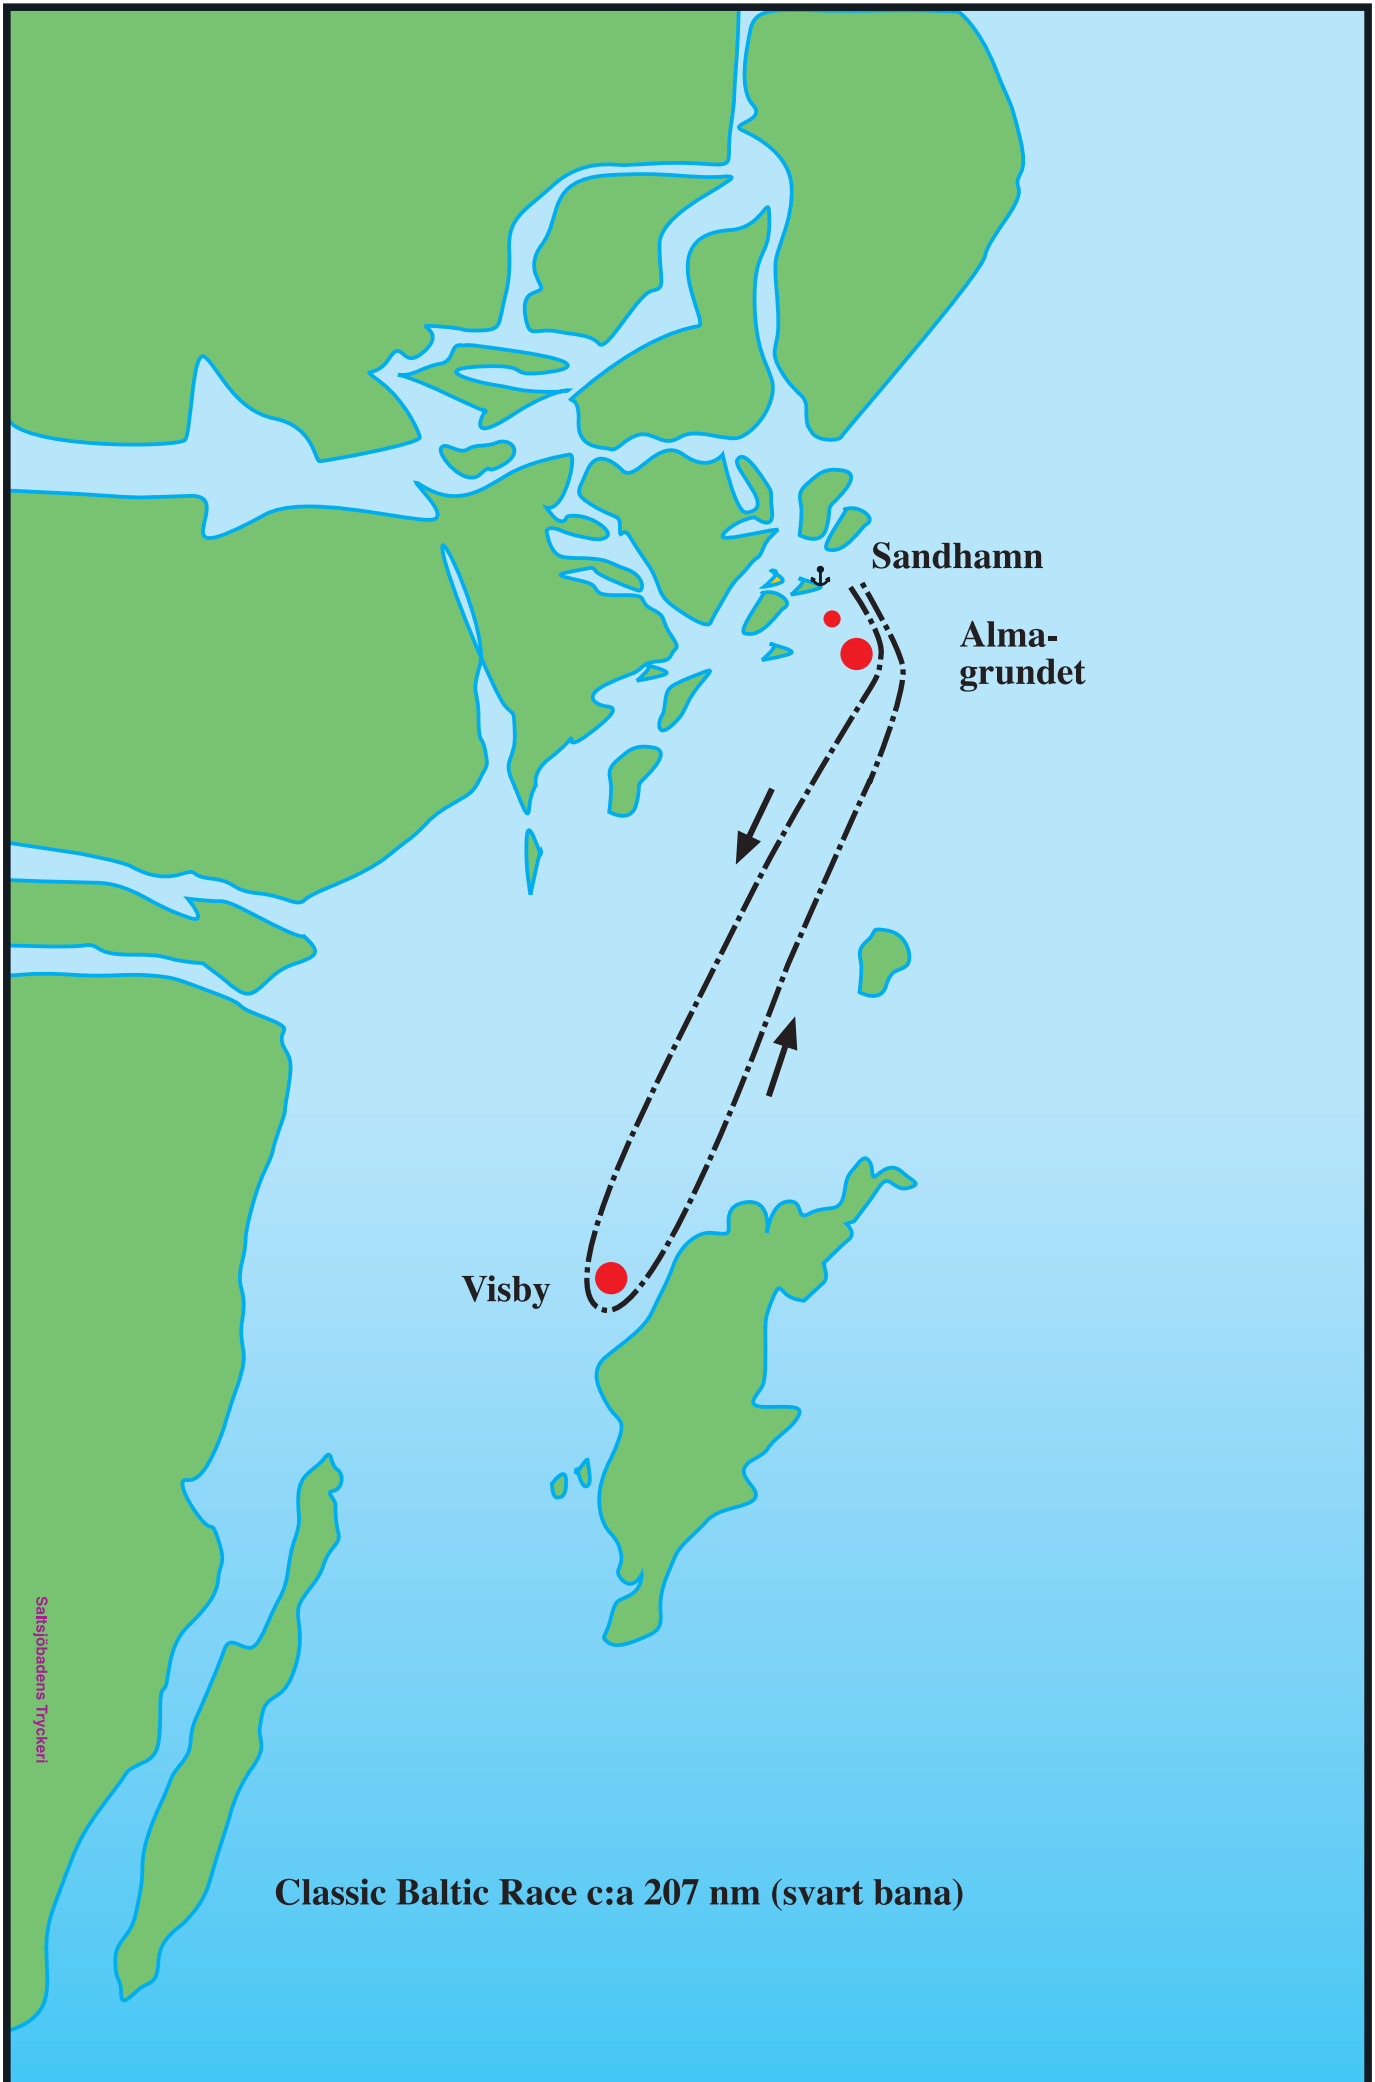 Sandhamn
Alma-
grundet
Visby
Saltsjöbadens Tryckeri
Classic Baltic Race c:a 207 nm (svart bana)